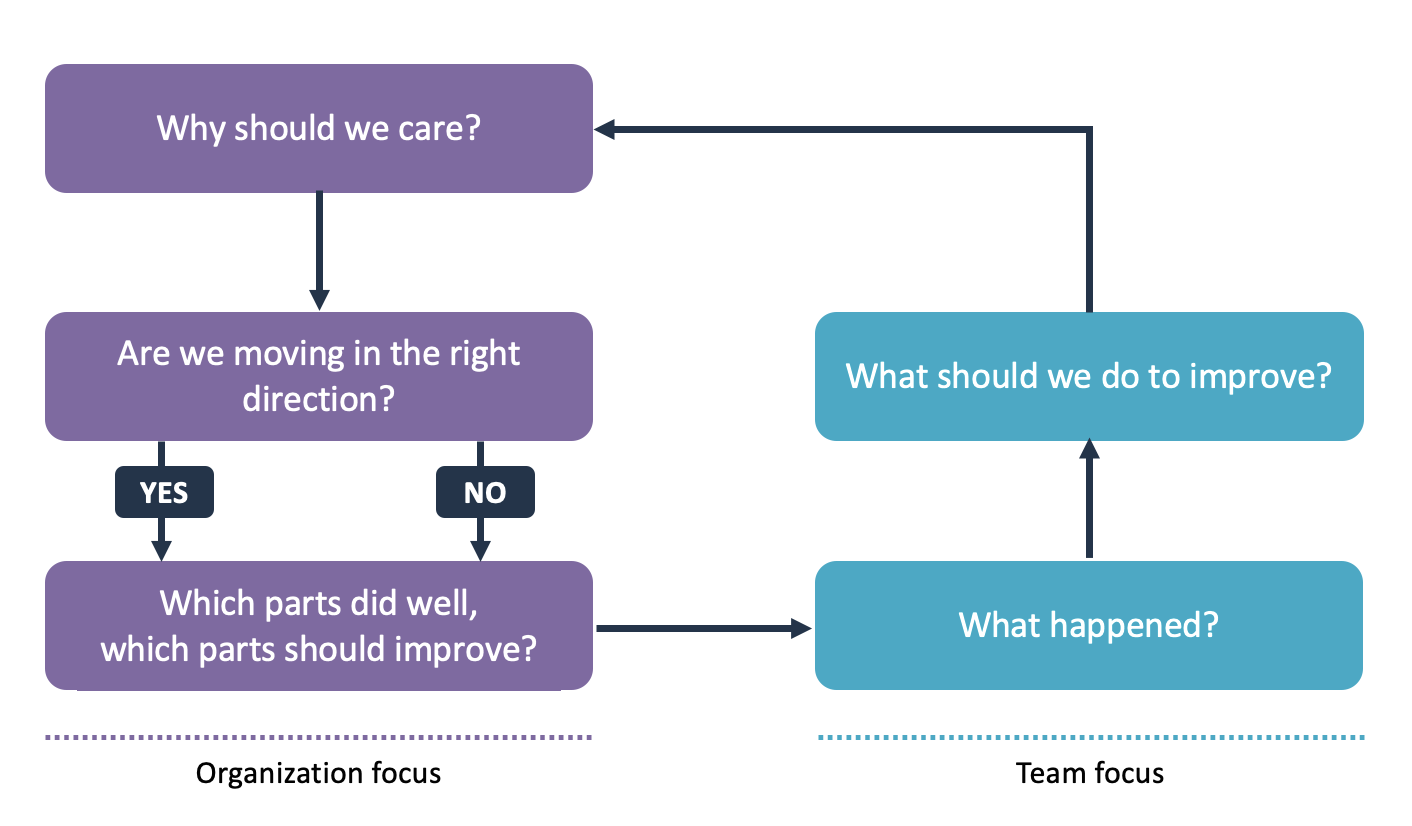 Why should we care?
Are we moving in the right
direction?
YES
NO
Which parts did well,
which parts should improve?
Organization focus
What should we do to improve?
What happened?
Team focus